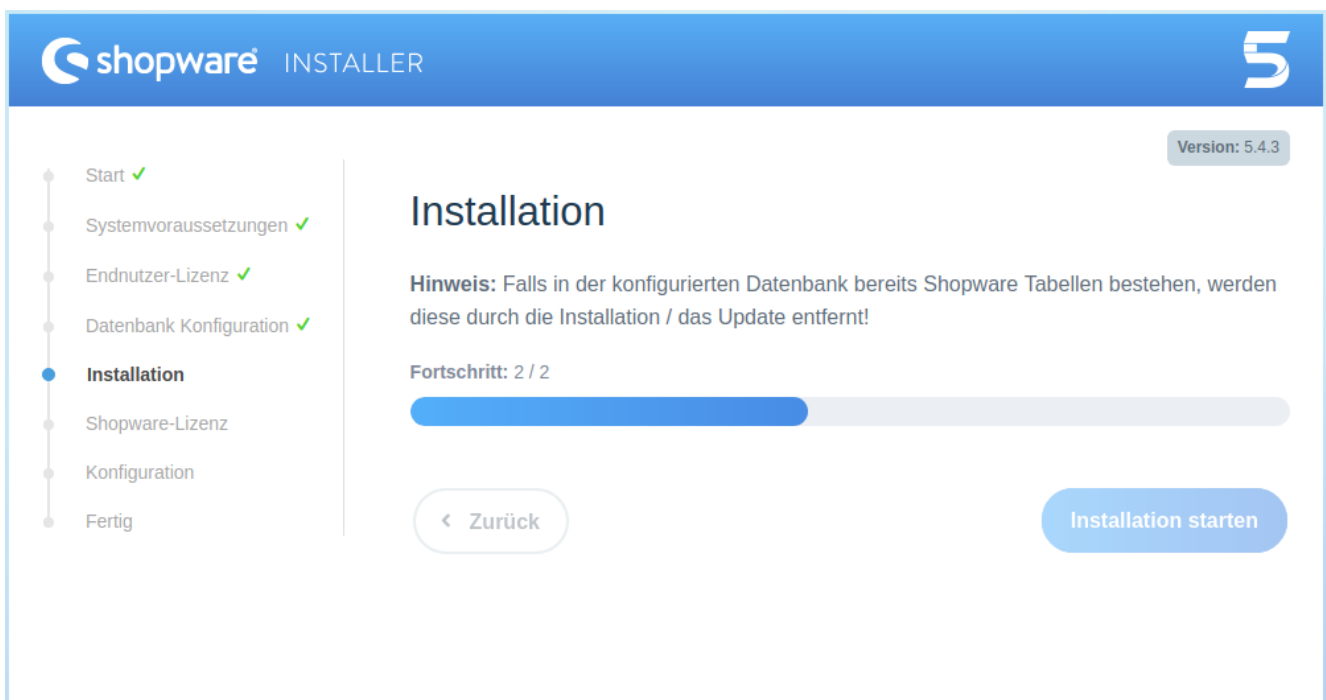 shopware INSTALLER
5
Version: 5.4.3
Start
Systemvoraussetzungen
Endnutzer-Lizenz
Datenbank Konfiguration
Installation
Shopware-Lizenz
Konfiguration
Fertig
Installation
Hinweis: Falls in der konfigurierten Datenbank bereits Shopware Tabellen bestehen, werden
diese durch die Installation / das Update entfernt!
Fortschritt: 2 / 2
Zurück
Installation starten